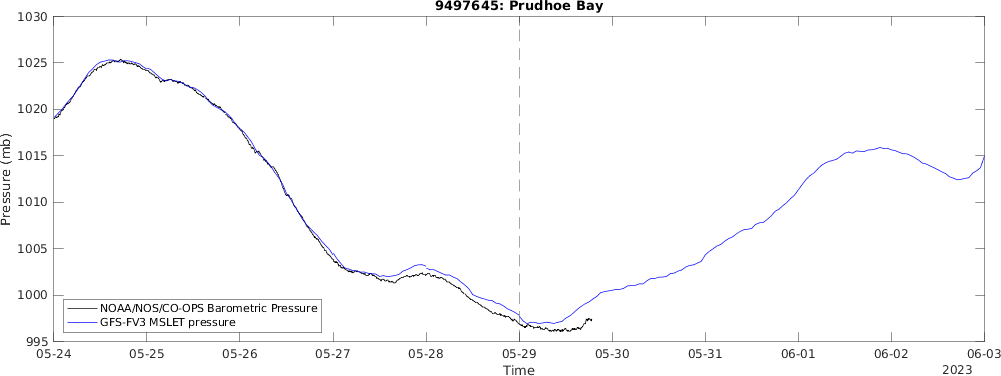 9497645: Prudhoe Bay
1030
1025
1020
1015
1010
1005
1000
995
Pressure (mb)
NOAA/NOS/CO-OPS Barometric Pressure
GFS-FV3 MSLET pressure
05-24 05-25 05-26 05-27 05-28 05-29 05-30 05-31 06-01 06-02 06-03
Time
2023